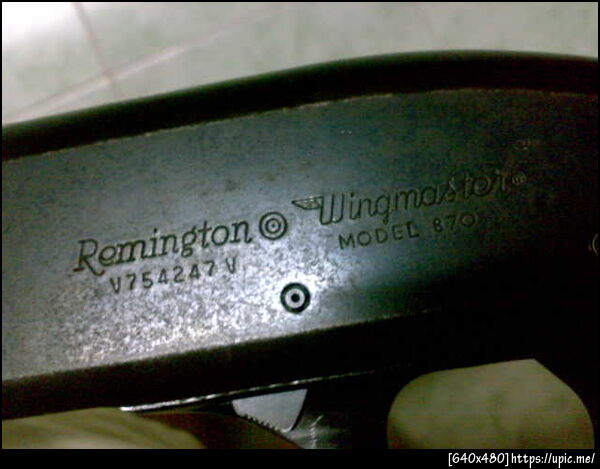 Remington Wingmaster
V754247V MODEL 870
[640x480]https://upic.me/